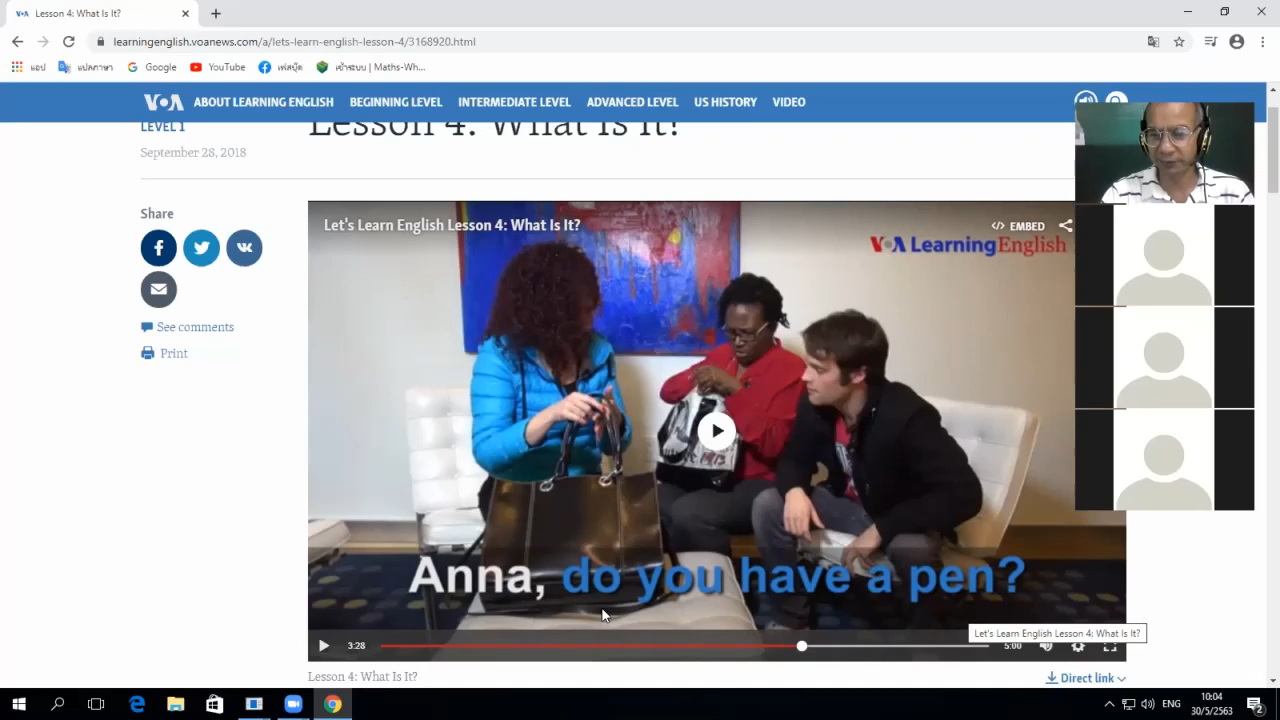 Lesson 4: What Is It?
learningenglish.voanews.com/a/lets-learn-english-lesson-4/3168920.html
แอป แปลภาษา Google YouTube เฟสบุ๊ค เข้าระบบ | Maths-Wh...
VOA ABOUT LEARNING ENGLISH BEGINNING LEVEL INTERMEDIATE LEVEL ADVANCED LEVEL US HISTORY VIDEO
LEVEL 1
Lesson 4: What Is It?
September 28, 2018
Share
Let's Learn English Lesson 4: What Is It?
</> EMBED
VOA Learning English
See comments
Print
Anna, do you have a pen?
Let's Learn English Lesson 4: What Is It?
3:28
5:00
Lesson 4: What Is It?
Direct link
ENG
10:04
30/5/2563
2